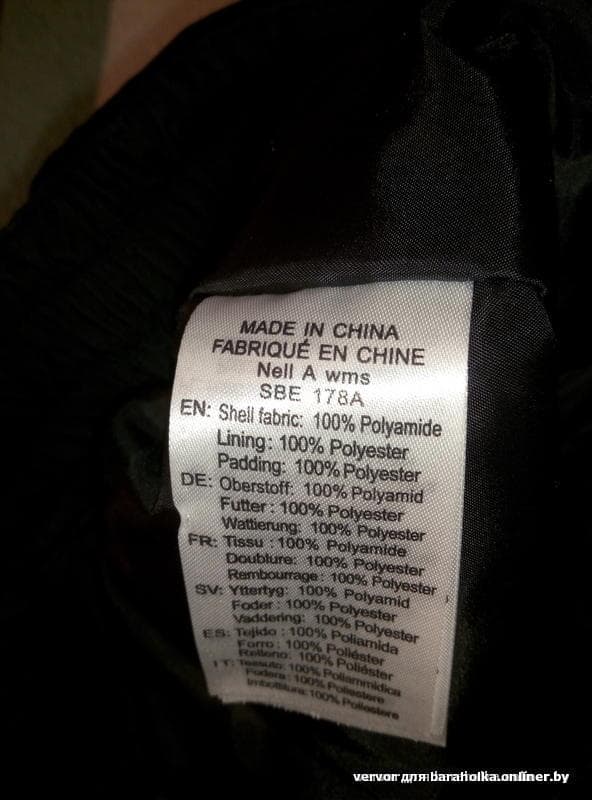 MADE IN CHINA
FABRIQUÉ EN CHINE
Nell A wms
SBE 178A
EN: Shell fabric: 100% Polyamide
Lining: 100% Polyester
Padding: 100% Polyester
DE: Oberstoff: 100% Polyamid
Futter: 100% Polyester
Wattierung: 100% Polyester
FR: Tissu : 100% Polyamide
Doublure: 100% Polyester
Rembourrage: 100% Polyester
SV: Yttertyg: 100% Polyamid
Foder : 100% Polyester
Vaddering: 100% Polyester
ES: Tejido : 100% Poliamida
Forro : 100% Poliéster
Relleno: 100% Poliéster
IT: Tessuto: 100% Poliammidica
Fodera: 100% Poliestere
Imbottitura: 100% Poliestere
vervor для baraholka.onliner.by